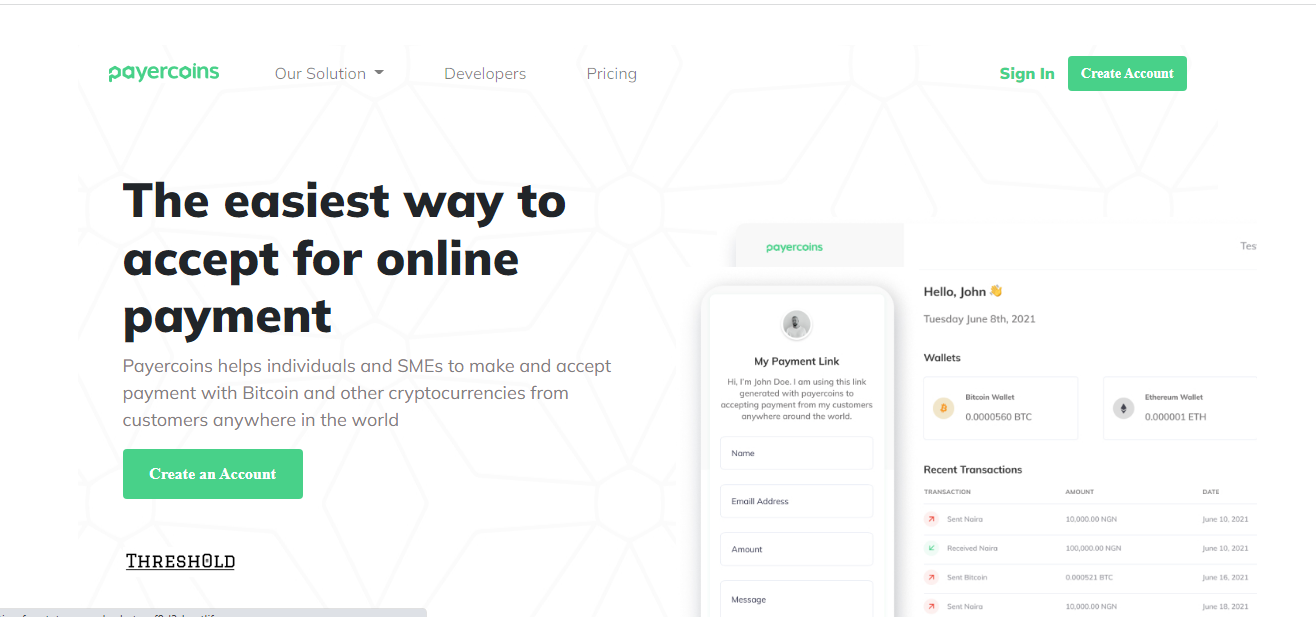 payercoins
Our Solution
Developers
Pricing
Sign In
Create Account
The easiest way to
accept for online
payment
Payercoins helps individuals and SMEs to make and accept
payment with Bitcoin and other cryptocurrencies from
customers anywhere in the world
Create an Account
THRESH0LD
payercoins
Tes
My Payment Link
Hi, I'm John Doe. I am using this link
generated with payercoins to
accepting payment from my customers
anywhere around the world.
Name
Emaill Address
Amount
Message
Hello, John 👋
Tuesday June 8th, 2021
Wallets
Bitcoin Wallet
0.0000560 BTC
Ethereum Wallet
0.000001 ETH
Recent Transactions
TRANSACTION AMOUNT DATE
Sent Naira 10,000.00 NGN June 10, 2021
Received Naira 100,000.00 NGN June 10, 2021
Sent Bitcoin 0.000521 BTC June 18, 2021
Sent Naira 10,000.00 NGN June 18, 2021